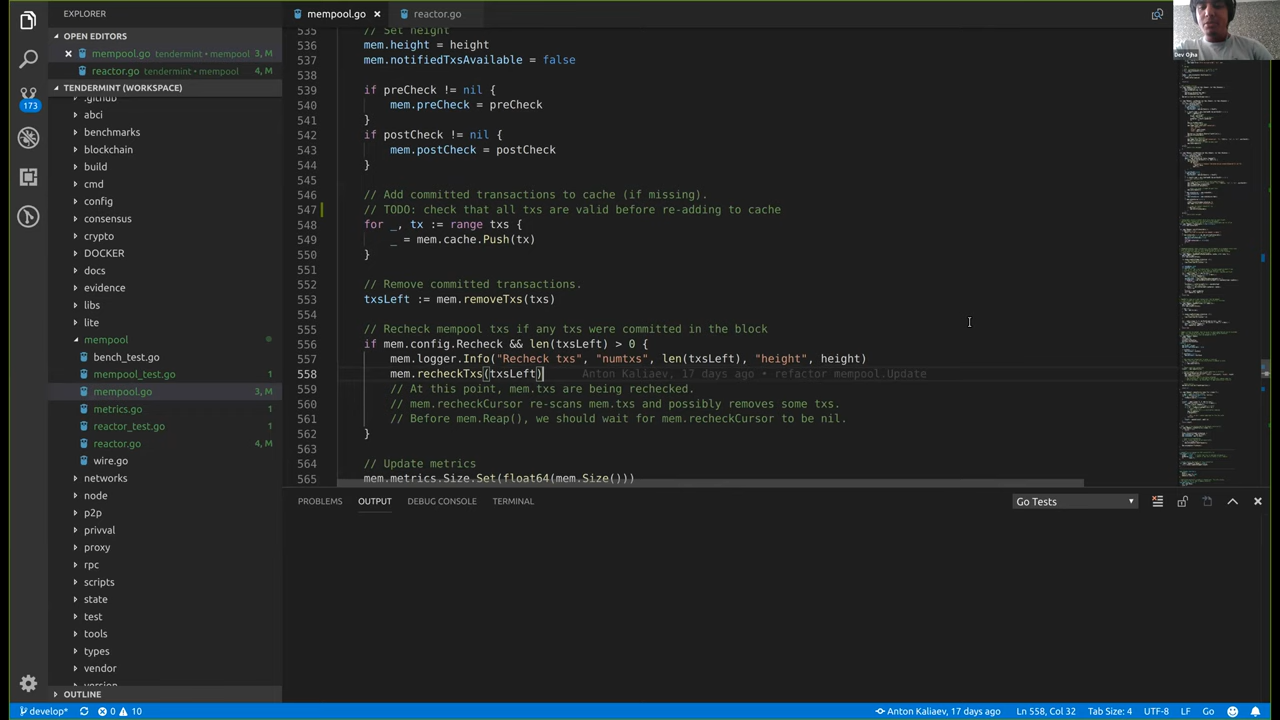 EXPLORER
OPEN EDITORS
mempool.go tendermint • mempool 3, M
reactor.go tendermint • mempool 4, M
TENDERMINT (WORKSPACE)
.github
abci
benchmarks
blockchain
build
cmd
config
consensus
crypto
DOCKER
docs
evidence
libs
lite
mempool
bench_test.go
mempool_test.go 1, M
mempool.go 3, M
metrics.go 1, M
reactor_test.go 1, M
reactor.go 4, M
wire.go
networks
node
p2p
privval
proxy
rpc
scripts
state
test
tools
types
vendor
version
OUTLINE
173
mempool.go
reactor.go
Dev Ojha
535 // Set height
536 mem.height = height
537 mem.notifiedTxsAvailable = false
538
539 if preCheck != nil {
540 mem.preCheck = preCheck
541 }
542 if postCheck != nil {
543 mem.postCheck = postCheck
544 }
545
546 // Add committed transactions to cache (if missing).
547 // TODO: check that all txs are valid before re-adding to cache
548 for _, tx := range txs {
549 _ = mem.cache.Push(tx)
550 }
551
552 // Remove committed transactions.
553 txsLeft := mem.removeTxs(txs)
554
555 // Recheck mempool txs if any txs were committed in the block
556 if mem.config.Recheck && len(txsLeft) > 0 {
557 mem.logger.Info("Recheck txs", "numtxs", len(txsLeft), "height", height)
558 mem.recheckTxs(txsLeft) Anton Kaliaev, 17 days ago • refactor mempool.Update
559 // At this point, mem.txs are being rechecked.
560 // mem.recheckCursor re-scans mem.txs and possibly removes some txs.
561 // Before mem.Reap(), we should wait for mem.recheckCursor to be nil.
562 }
563
564 // Update metrics
565 mem.metrics.Size.Set(float64(mem.Size()))
PROBLEMS OUTPUT DEBUG CONSOLE TERMINAL Go Tests
develop* 0 10 Anton Kaliaev, 17 days ago Ln 558, Col 32 Tab Size: 4 UTF-8 LF Go